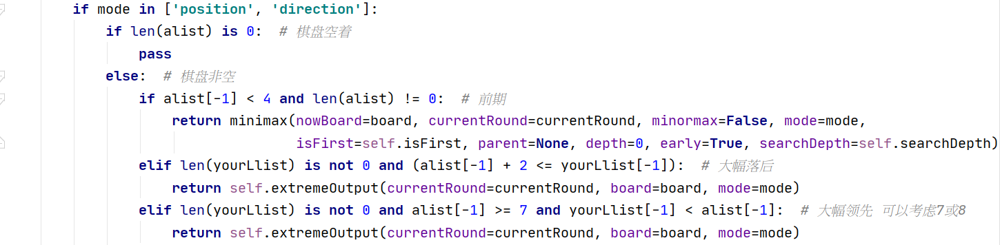 if mode in ['position', 'direction']:
if len(alist) is 0:  # 棋盘空着
pass
else:  # 棋盘非空
if alist[-1] < 4 and len(alist) != 0:  # 前期
return minimax(nowBoard=board, currentRound=currentRound, minormax=False, mode=mode,
isFirst=self.isFirst, parent=None, depth=0, early=True, searchDepth=self.searchDepth)
elif len(yourLlist) is not 0 and (alist[-1] + 2 <= yourLlist[-1]):  # 大幅落后
return self.extremeOutput(currentRound=currentRound, board=board, mode=mode)
elif len(yourLlist) is not 0 and alist[-1] >= 7 and yourLlist[-1] < alist[-1]:  # 大幅领先 可以考虑7或8
return self.extremeOutput(currentRound=currentRound, board=board, mode=mode)